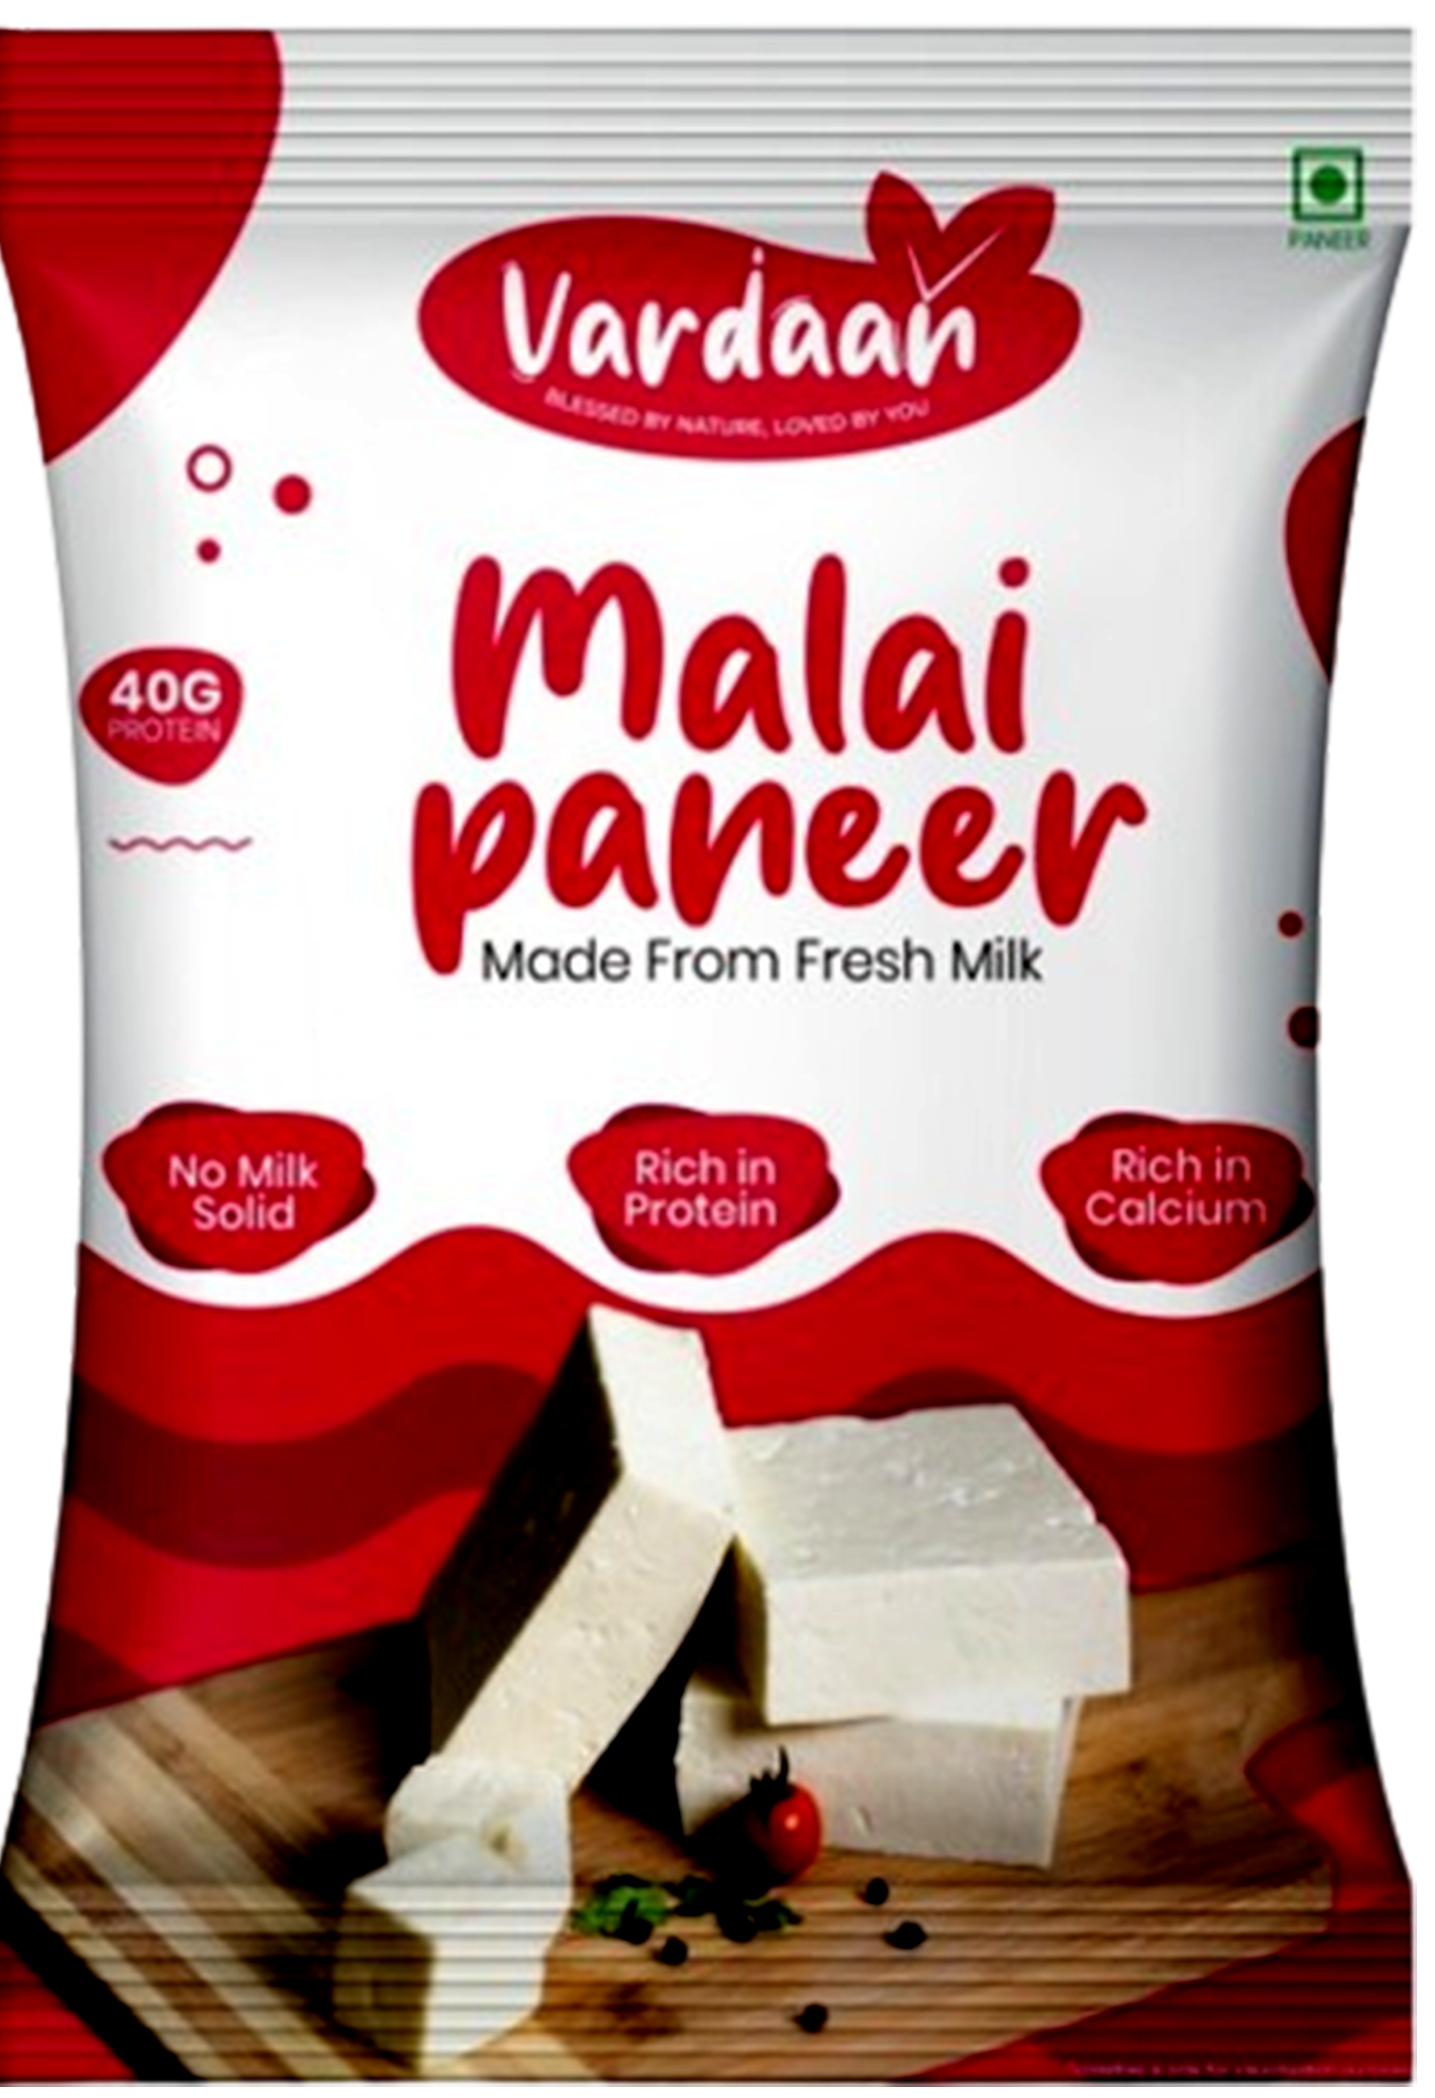 PANEER
Vardaan
BLESSED BY NATURE, LOVED BY YOU
Malai
paneer
Made From Fresh Milk
40G
PROTEIN
No Milk
Solid
Rich in
Protein
Rich in
Calcium